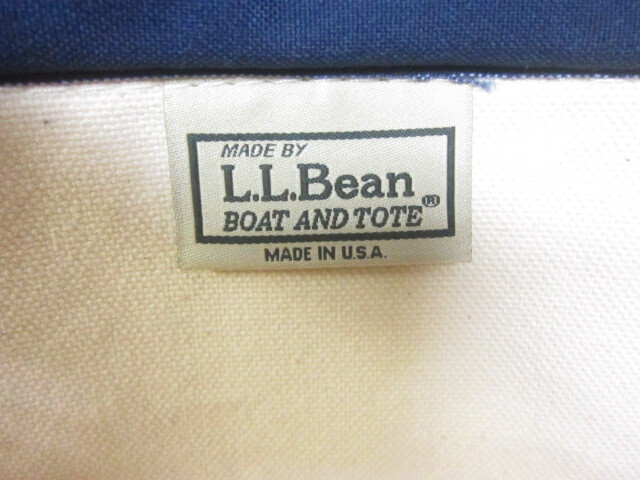 MADE BY
L.L.Bean®
BOAT AND TOTE
MADE IN U.S.A.